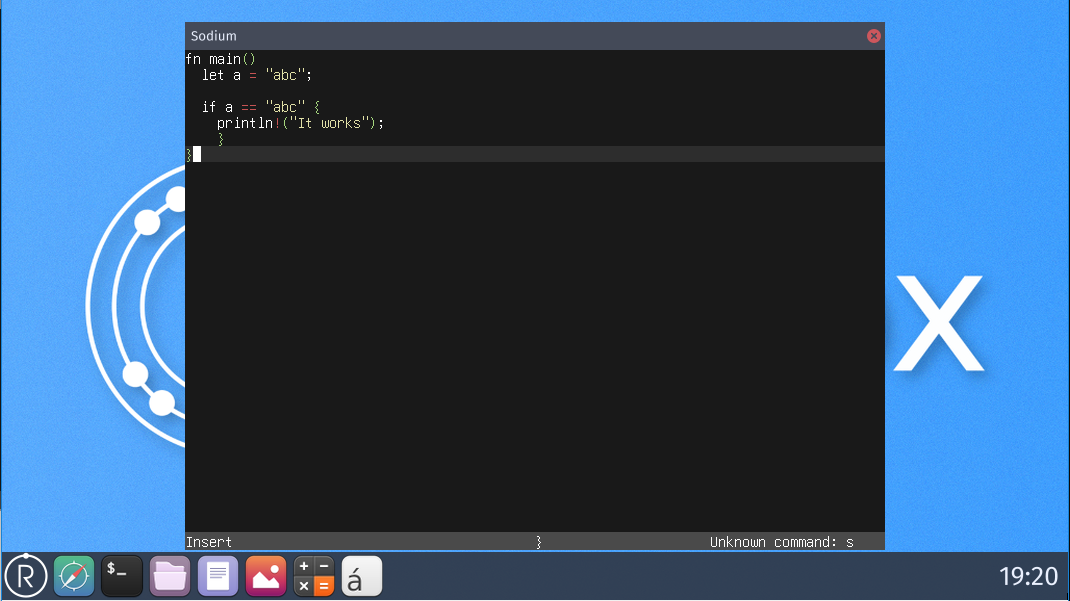 Sodium
fn main()
  let a = "abc";

  if a == "abc" {
    println!("It works");
    }
}
X
Insert } Unknown command: s
R $_ + − × = á 19:20